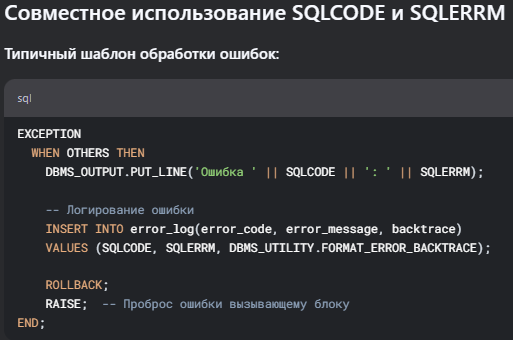 Совместное использование SQLCODE и SQLERRM
Типичный шаблон обработки ошибок:
sql
EXCEPTION
  WHEN OTHERS THEN
    DBMS_OUTPUT.PUT_LINE('Ошибка ' || SQLCODE || ': ' || SQLERRM);

    -- Логирование ошибки
    INSERT INTO error_log(error_code, error_message, backtrace)
    VALUES (SQLCODE, SQLERRM, DBMS_UTILITY.FORMAT_ERROR_BACKTRACE);

    ROLLBACK;
    RAISE;  -- Проброс ошибки вызывающему блоку
END;